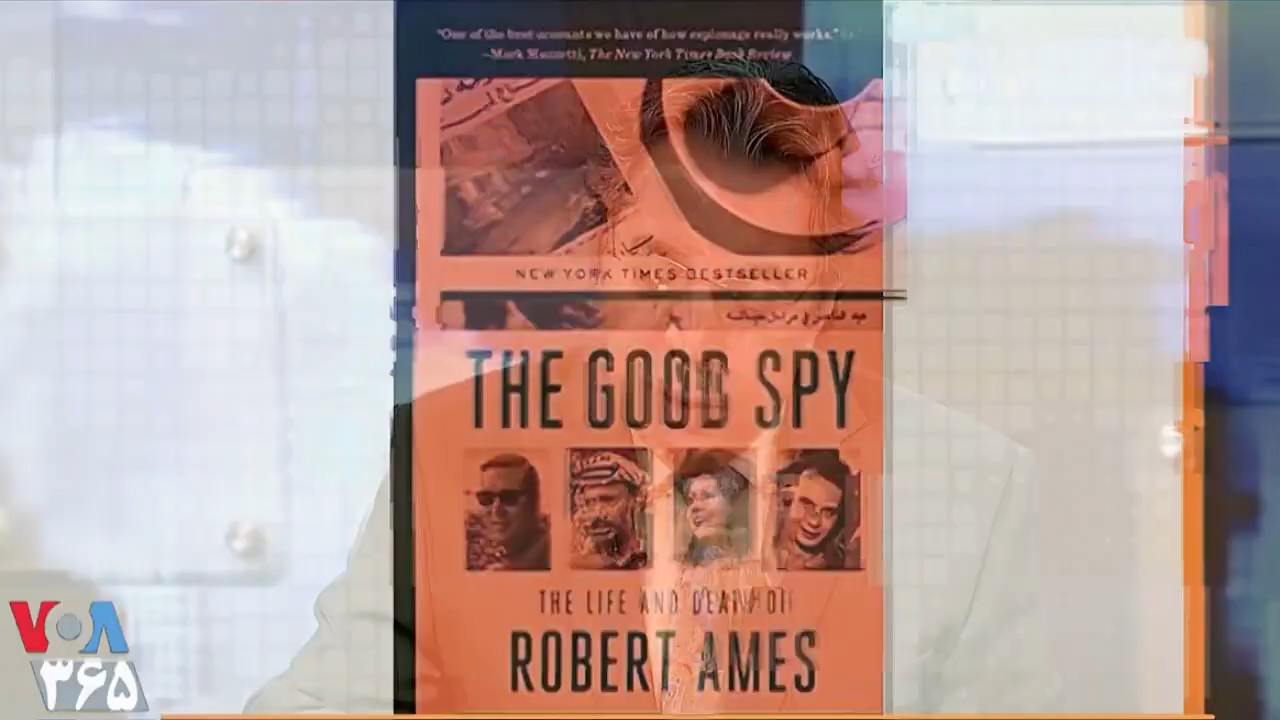 "One of the best accounts we have of how espionage really works."
—Mark Mazzetti, The New York Times Book Review
NEW YORK TIMES BESTSELLER
THE GOOD SPY
THE LIFE AND DEATH OF
ROBERT AMES
VOA
۳۶۵